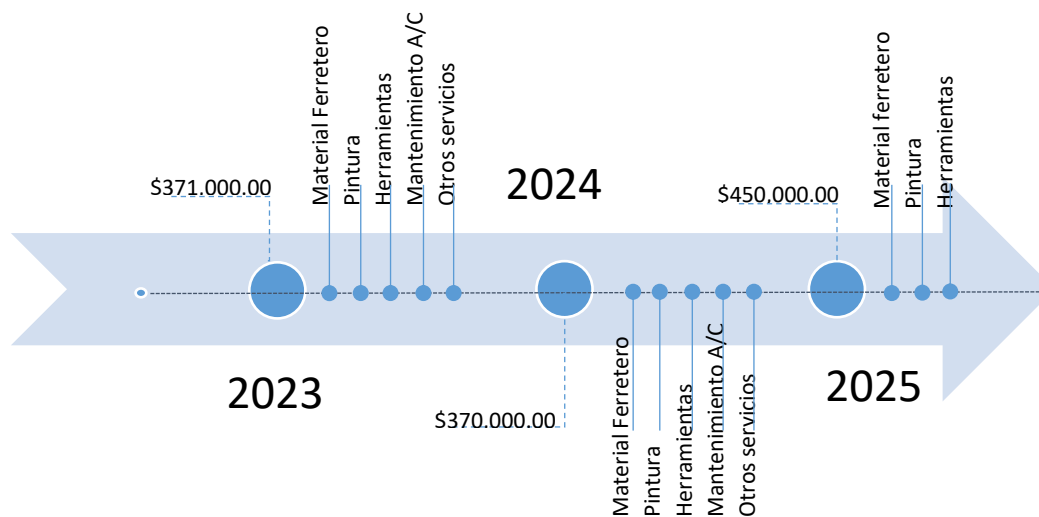 $371.000.00
2023
Material Ferretero
Pintura
Herramientas
Mantenimiento A/C
Otros servicios
2024
$370.000.00
Material Ferretero
Pintura
Herramientas
Mantenimiento A/C
Otros servicios
$450,000.00
2025
Material ferretero
Pintura
Herramientas